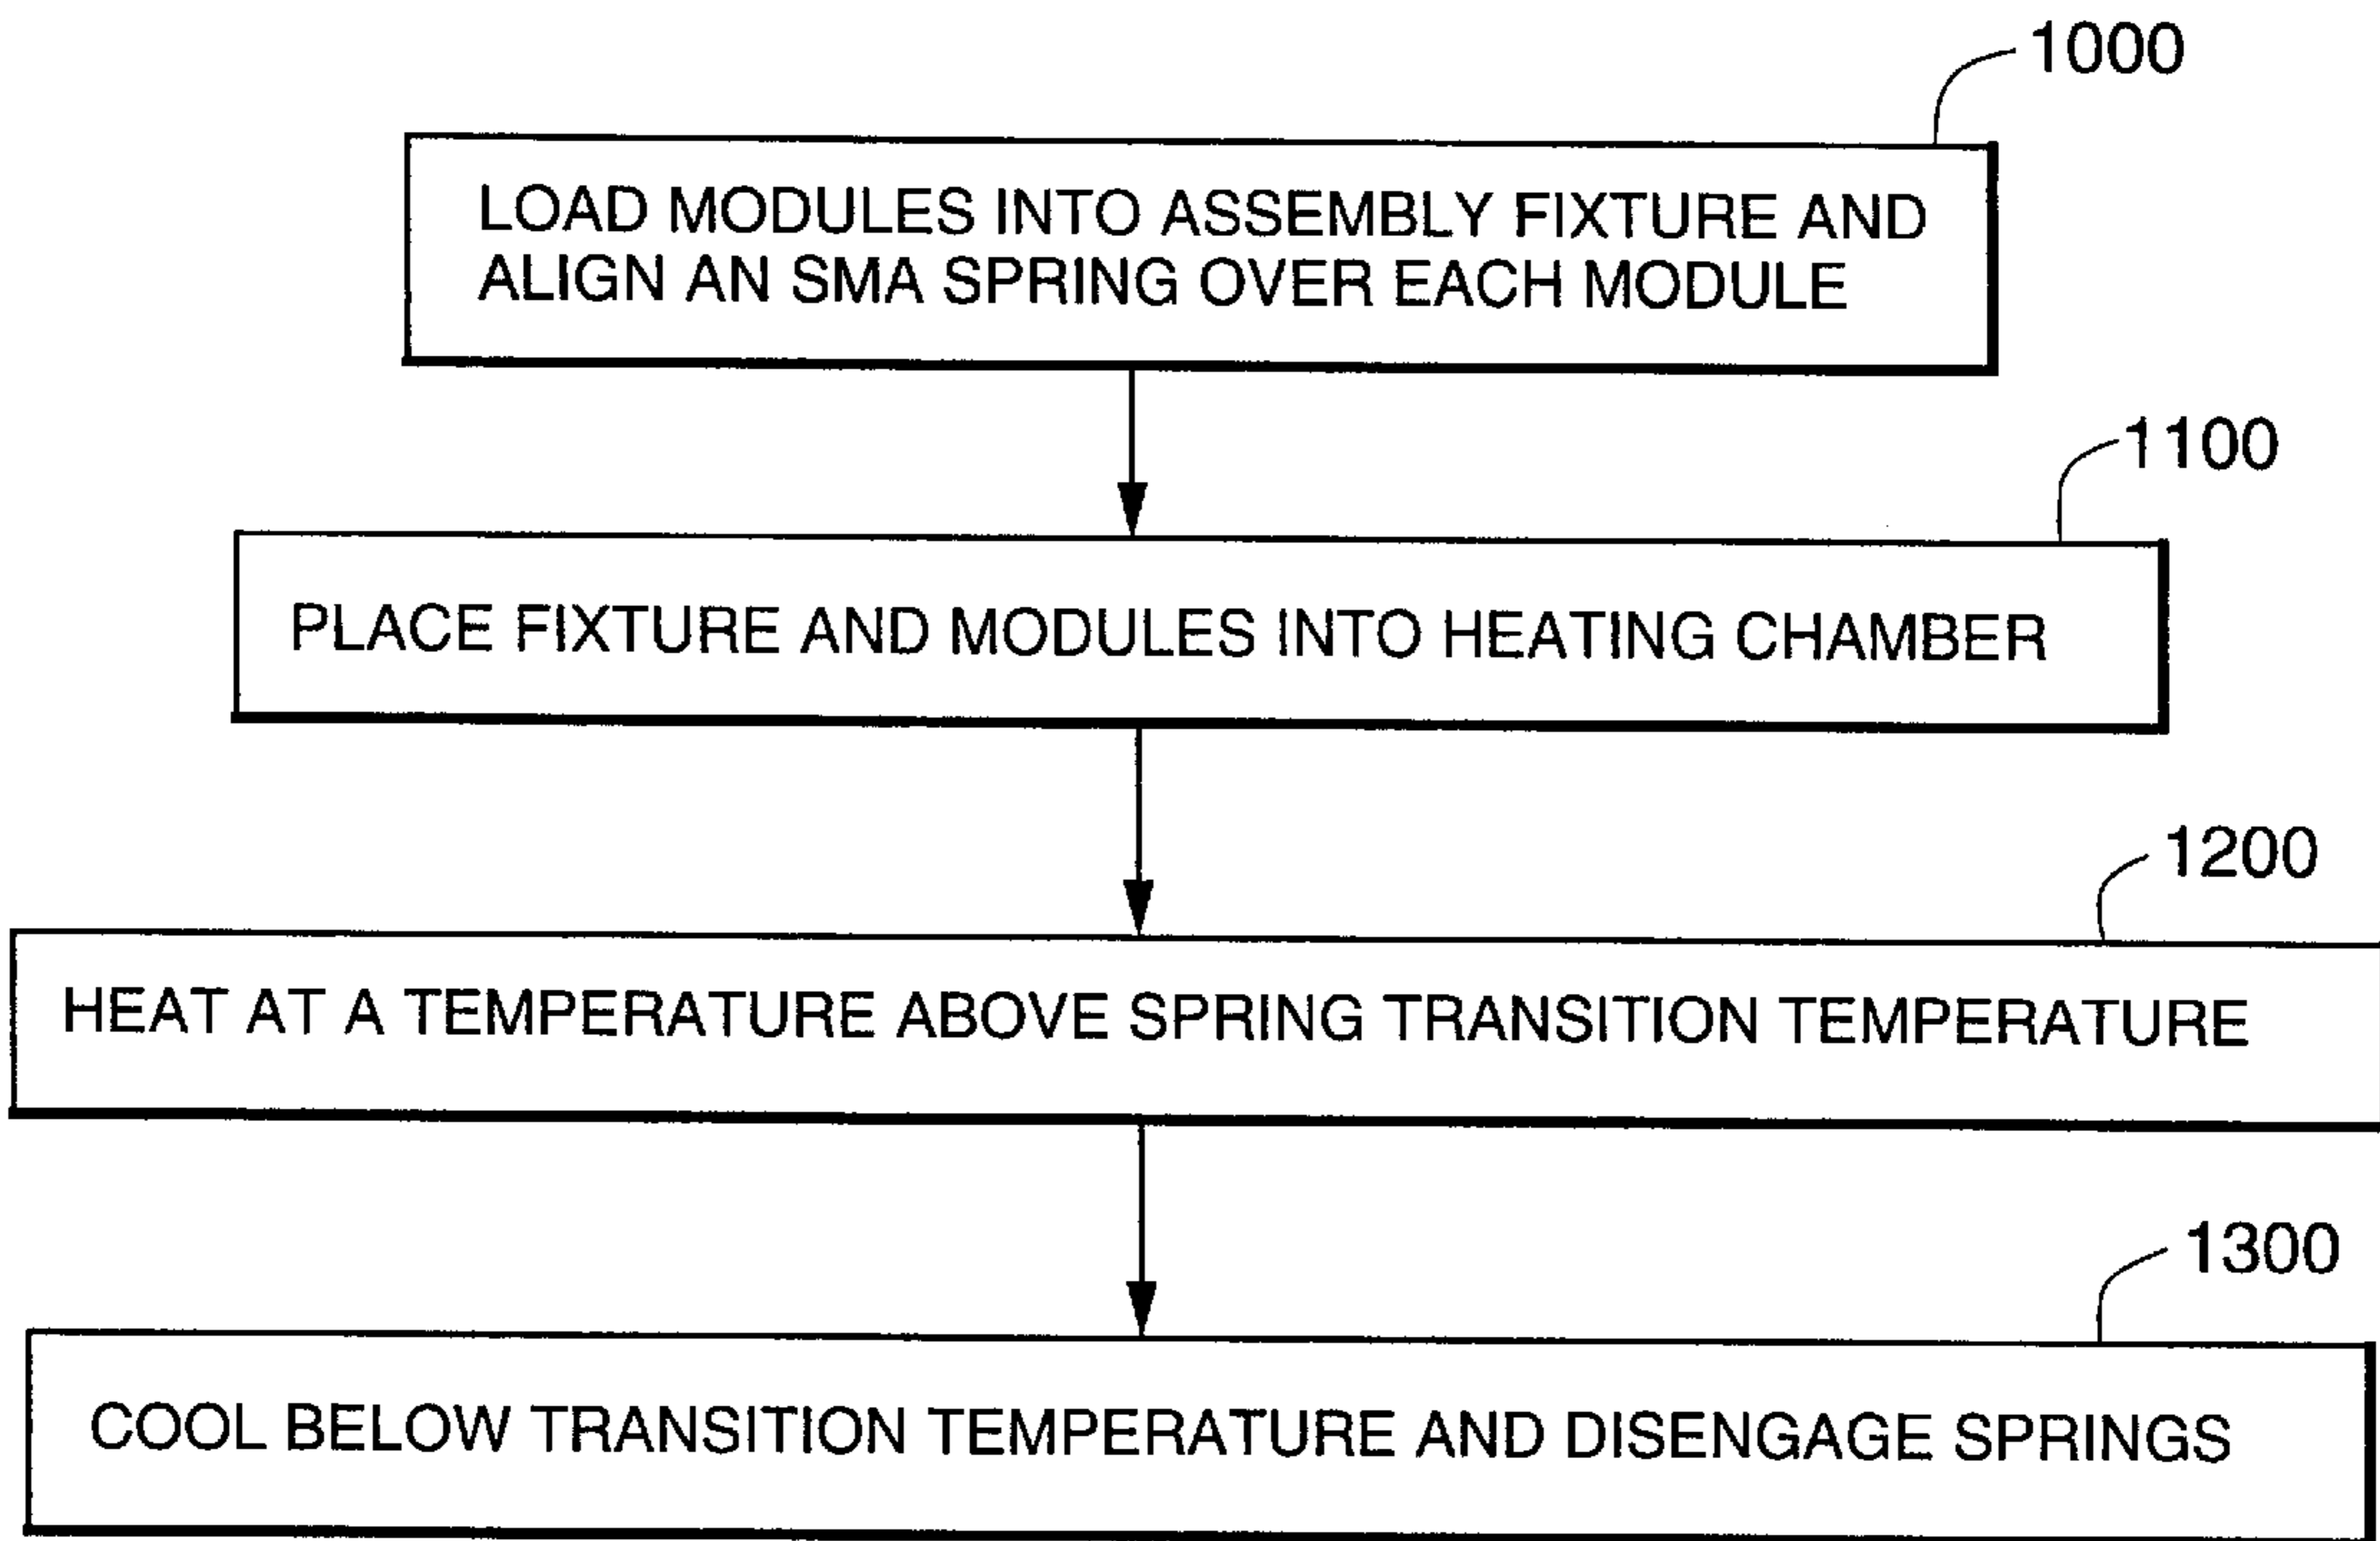 1000
LOAD MODULES INTO ASSEMBLY FIXTURE AND
ALIGN AN SMA SPRING OVER EACH MODULE
1100
PLACE FIXTURE AND MODULES INTO HEATING CHAMBER
1200
HEAT AT A TEMPERATURE ABOVE SPRING TRANSITION TEMPERATURE
1300
COOL BELOW TRANSITION TEMPERATURE AND DISENGAGE SPRINGS